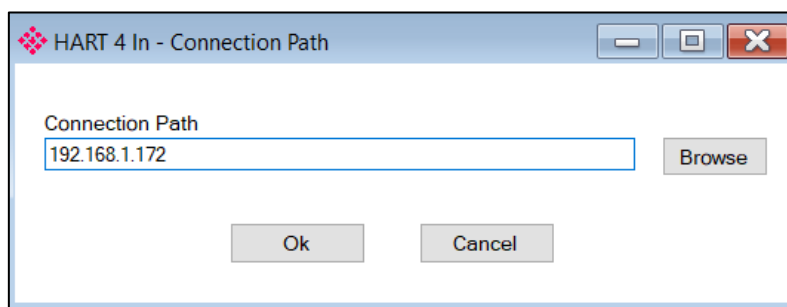 HART 4 In - Connection Path
Connection Path
192.168.1.172
Browse
Ok Cancel